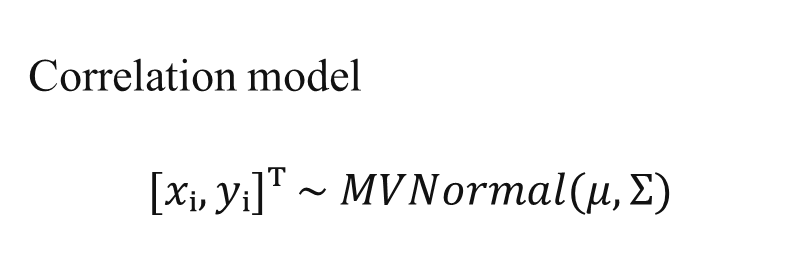 Correlation model
[xᵢ, yᵢ]ᵀ ~ MVNormal(μ, Σ)